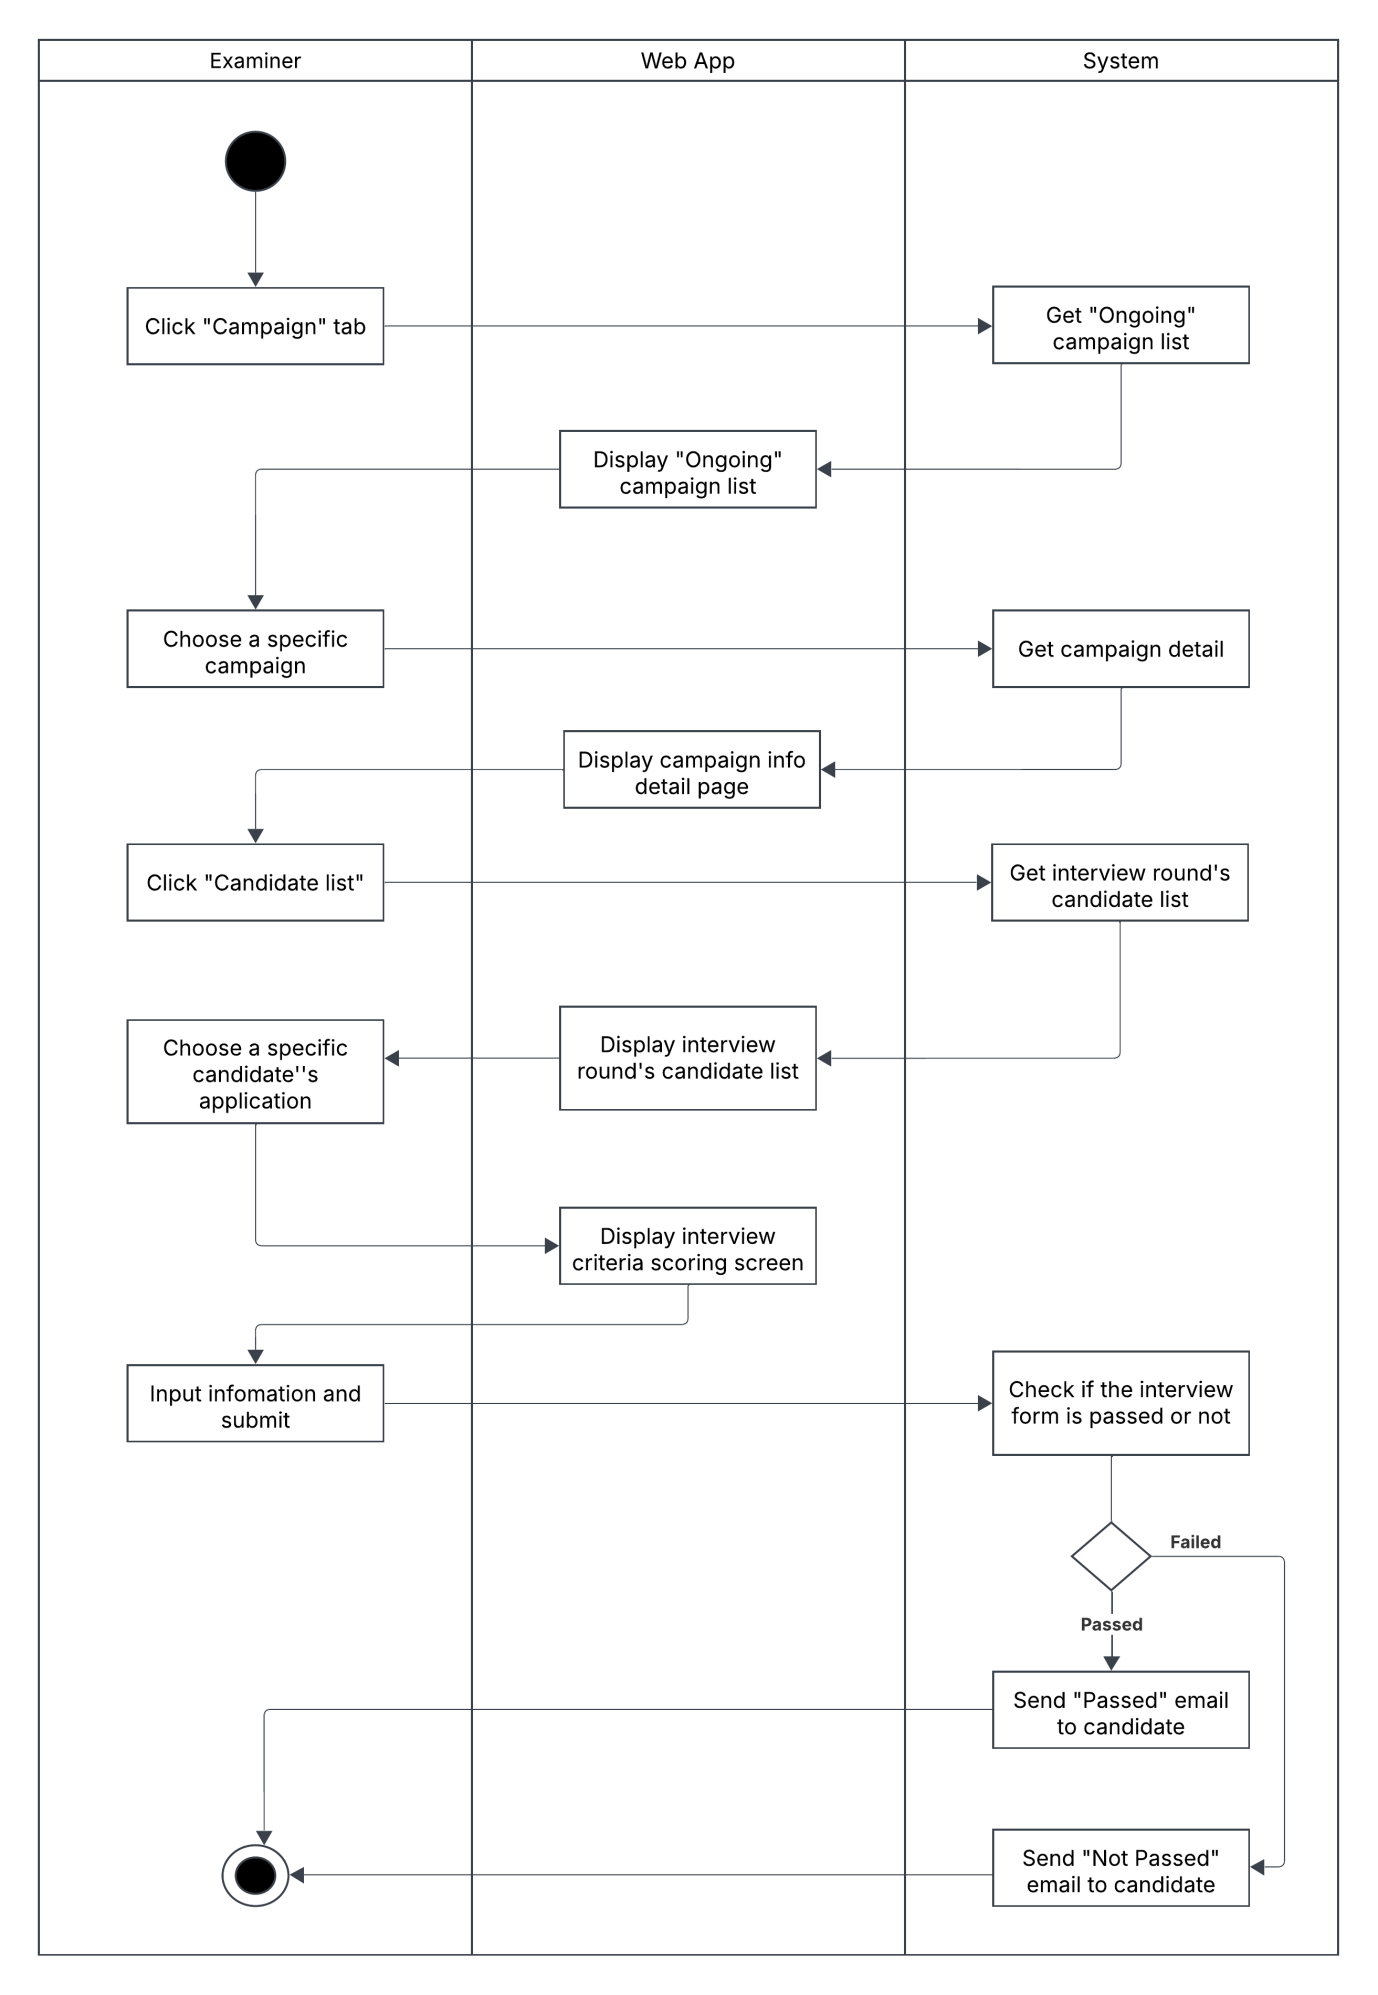 Examiner
Web App
System
Click "Campaign" tab
Get "Ongoing"
campaign list
Display "Ongoing"
campaign list
Choose a specific
campaign
Get campaign detail
Display campaign info
detail page
Click "Candidate list"
Get interview round's
candidate list
Choose a specific
candidate''s
application
Display interview
round's candidate list
Display interview
criteria scoring screen
Input infomation and
submit
Check if the interview
form is passed or not
Failed
Passed
Send "Passed" email
to candidate
Send "Not Passed"
email to candidate